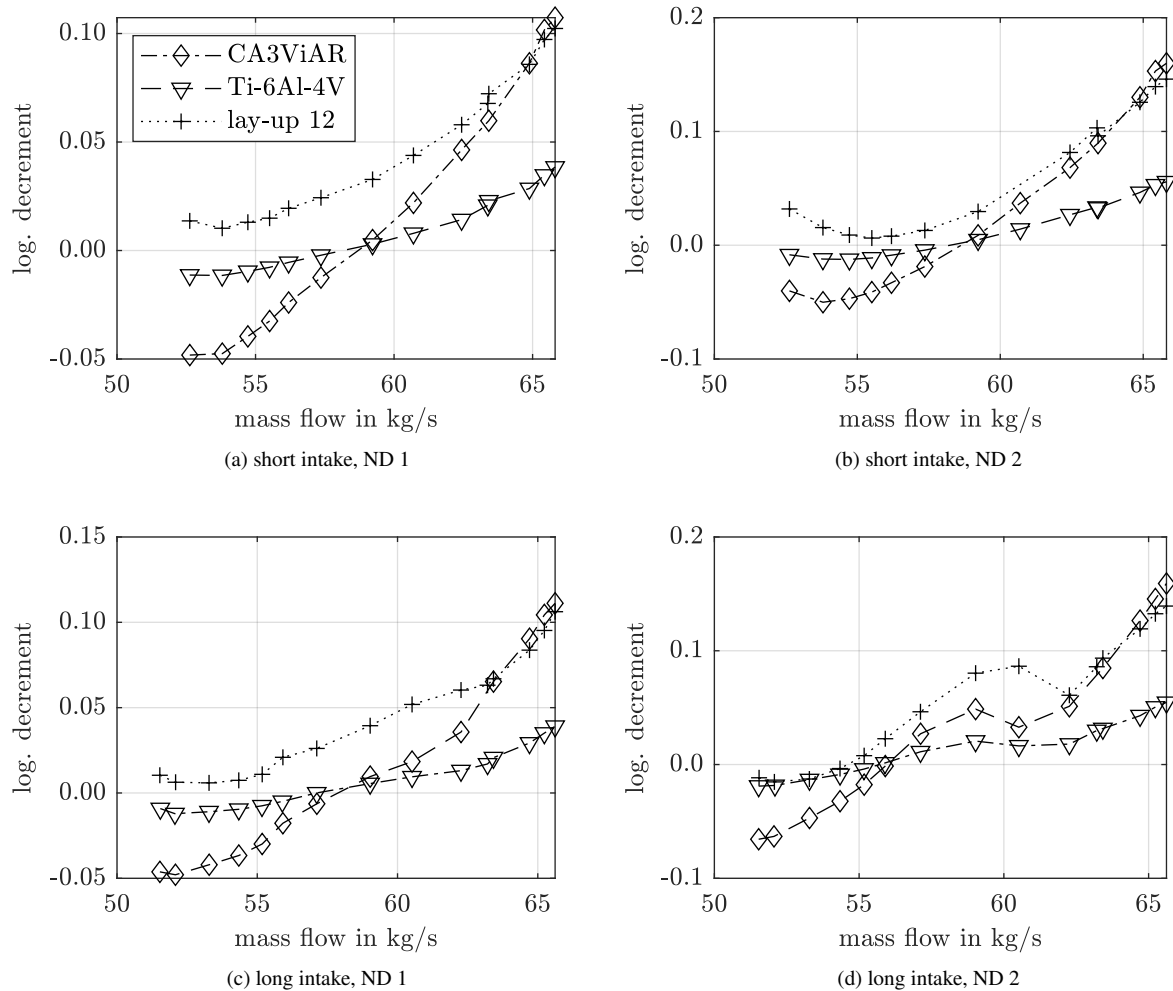 0.10
0.05
0.00
-0.05
log. decrement
CA3ViAR
Ti-6Al-4V
lay-up 12
50 55 60 65
mass flow in kg/s
(a) short intake, ND 1
0.2
0.1
0.0
-0.1
log. decrement
50 55 60 65
mass flow in kg/s
(b) short intake, ND 2
0.15
0.10
0.05
0.00
-0.05
log. decrement
50 55 60 65
mass flow in kg/s
(c) long intake, ND 1
0.2
0.1
0.0
-0.1
log. decrement
50 55 60 65
mass flow in kg/s
(d) long intake, ND 2